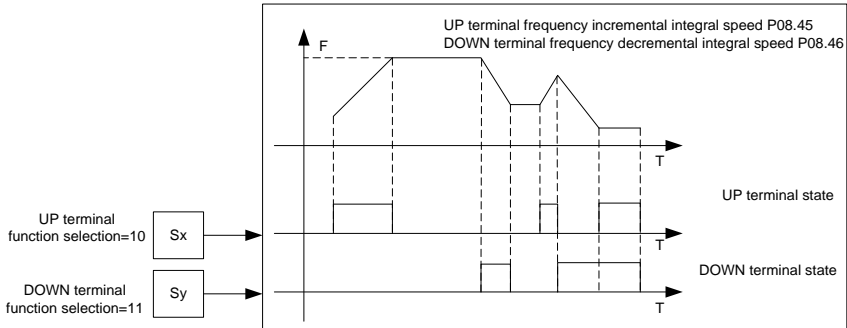 UP terminal frequency incremental integral speed P08.45
DOWN terminal frequency decremental integral speed P08.46
F
T
UP terminal state
UP terminal
function selection=10
Sx
T
DOWN terminal state
DOWN terminal
function selection=11
Sy
T